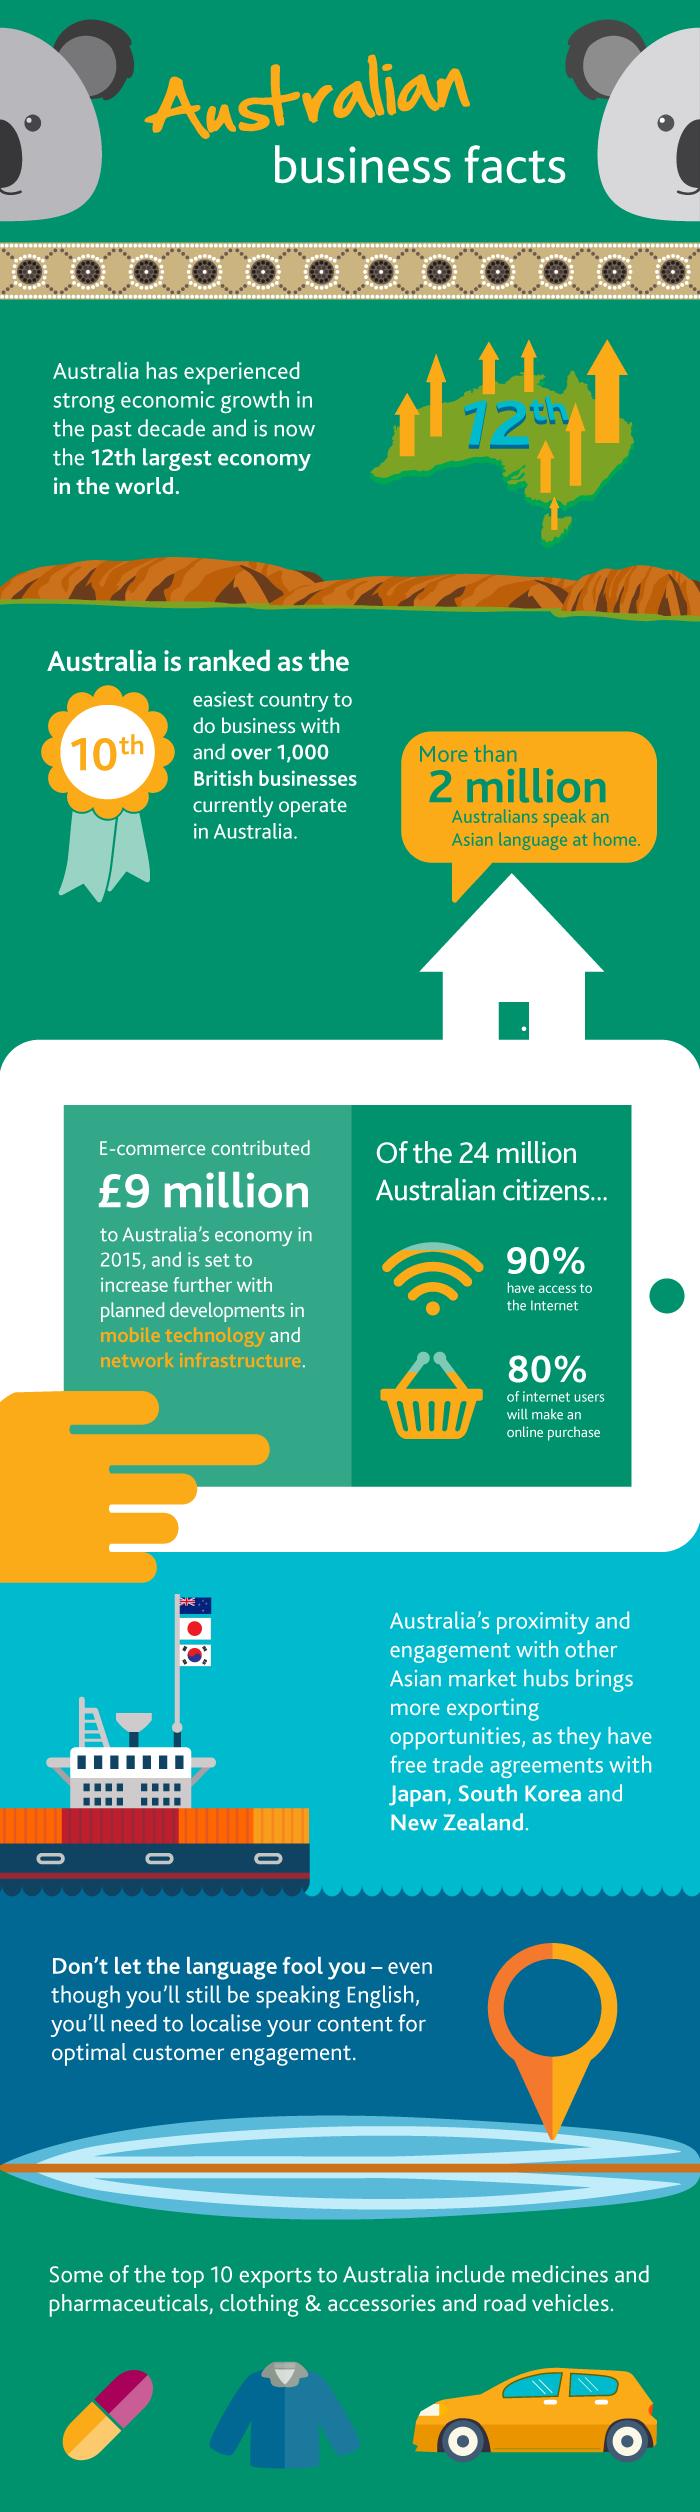 Australian
business facts
Australia has experienced
strong economic growth in
the past decade and is now
the 12th largest economy
in the world.
12th
Australia is ranked as the
10th
easiest country to
do business with
and over 1,000
British businesses
currently operate
in Australia.
More than
2 million
Australians speak an
Asian language at home.
E-commerce contributed
£9 million
to Australia's economy in
2015, and is set to
increase further with
planned developments in
mobile technology and
network infrastructure.
Of the 24 million
Australian citizens...
90%
have access to
the Internet
80%
of internet users
will make an
online purchase
Australia's proximity and
engagement with other
Asian market hubs brings
more exporting
opportunities, as they have
free trade agreements with
Japan, South Korea and
New Zealand.
Don't let the language fool you – even
though you'll still be speaking English,
you'll need to localise your content for
optimal customer engagement.
Some of the top 10 exports to Australia include medicines and
pharmaceuticals, clothing & accessories and road vehicles.